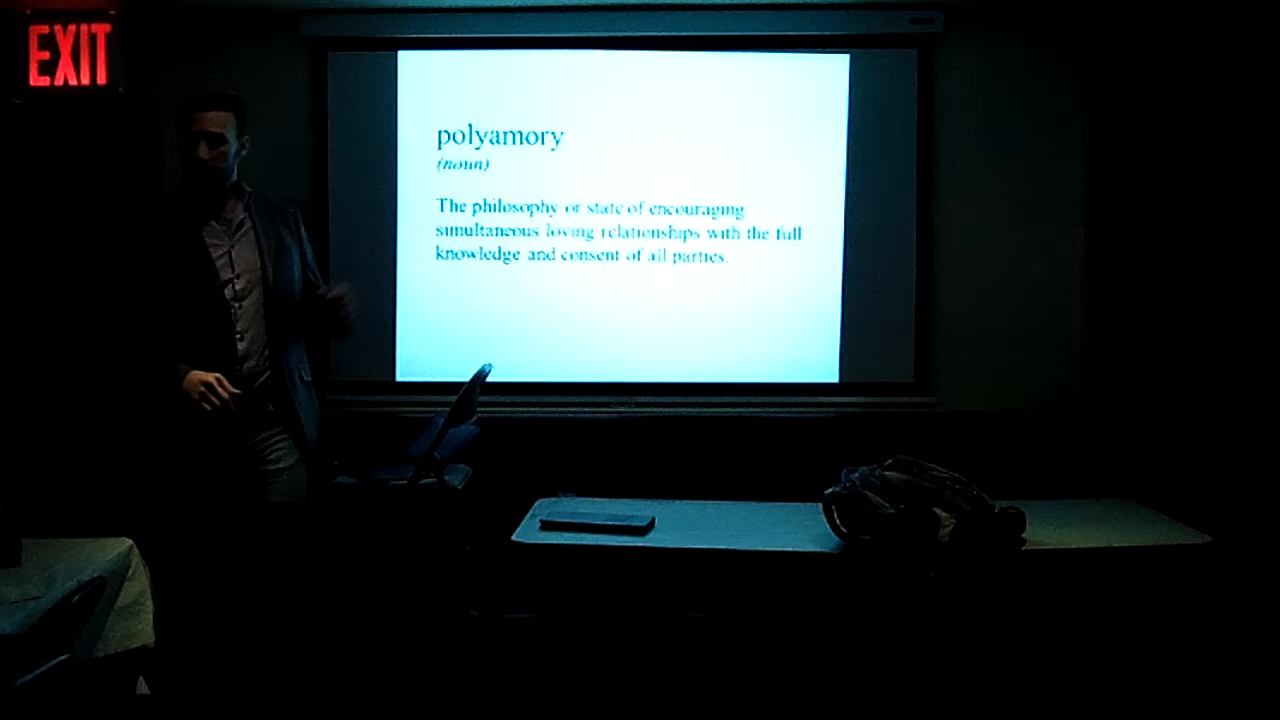 EXIT
polyamory
(noun)
The philosophy or state of encouraging
simultaneous loving relationships with the full
knowledge and consent of all parties.